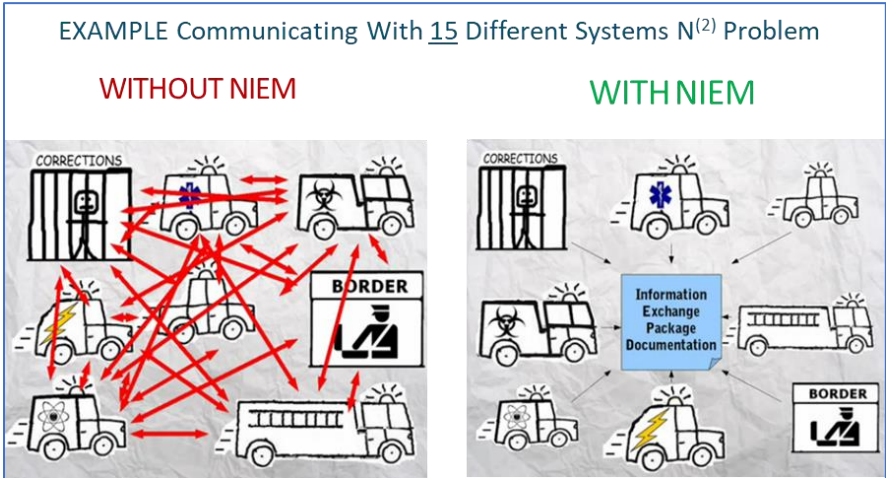 EXAMPLE Communicating With 15 Different Systems N(2) Problem
WITHOUT NIEM
WITH NIEM
CORRECTIONS
BORDER
CORRECTIONS
Information
Exchange
Package
Documentation
BORDER